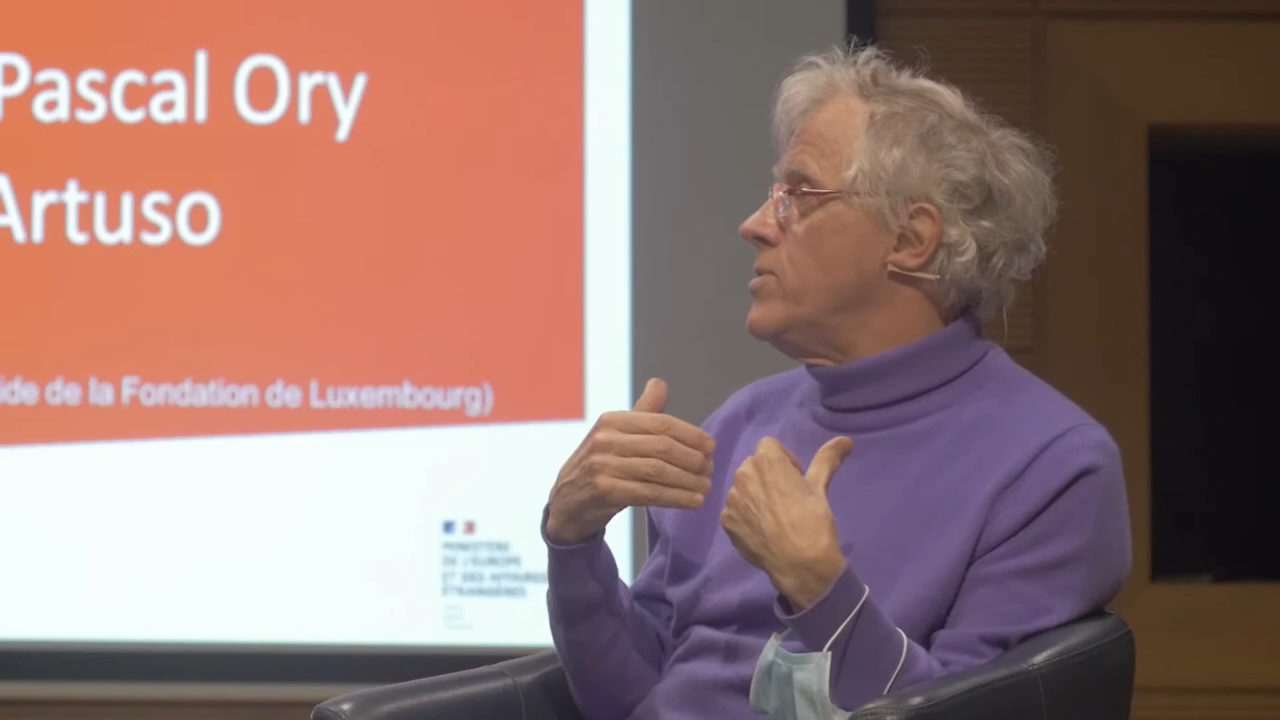 Pascal Ory
Artuso
ide de la Fondation de Luxembourg)
MINISTÈRE
DE L'EUROPE
ET DES AFFAIRES
ÉTRANGÈRES